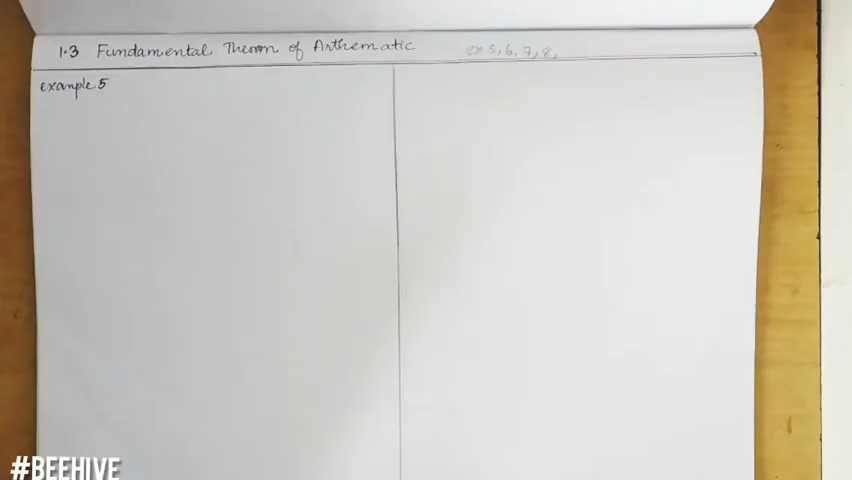 1.3 Fundamental Theorm of Arthematic ex 5, 6, 7, 8,
example 5
#BEEHIVE